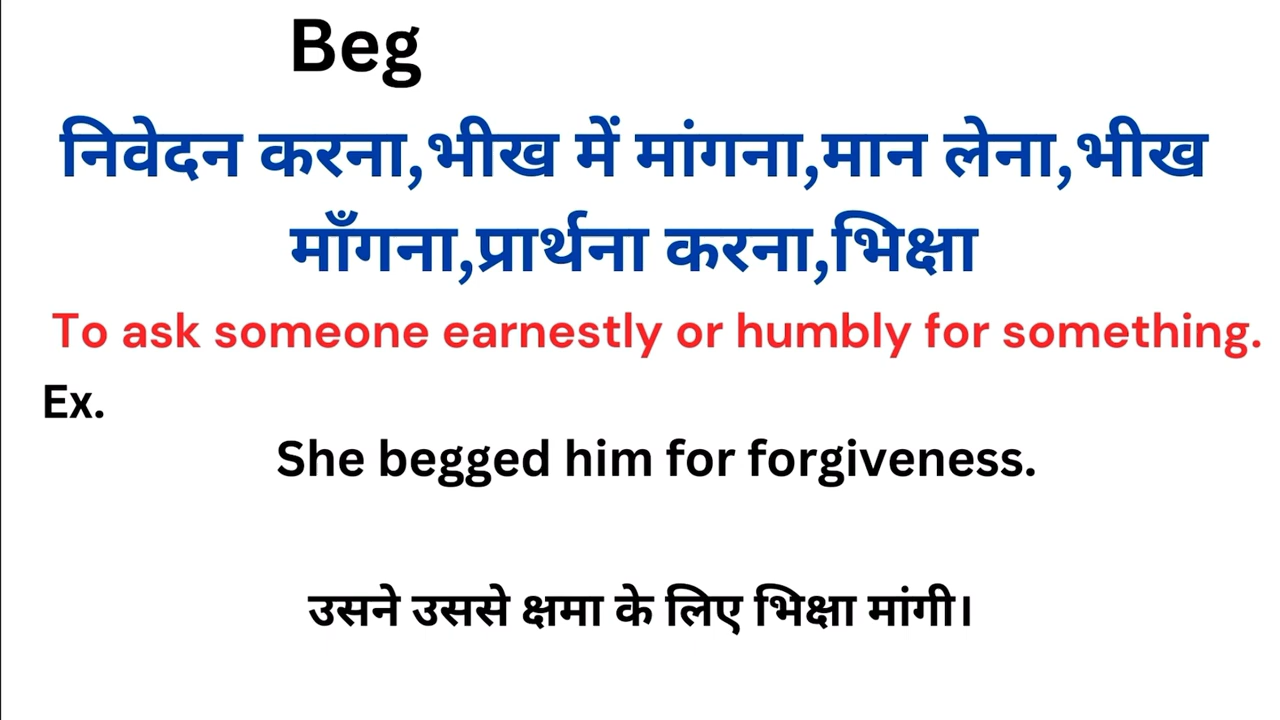 Beg
निवेदन करना,भीख में मांगना,मान लेना,भीख
माँगना,प्रार्थना करना,भिक्षा
To ask someone earnestly or humbly for something.
Ex.
She begged him for forgiveness.
उसने उससे क्षमा के लिए भिक्षा मांगी।